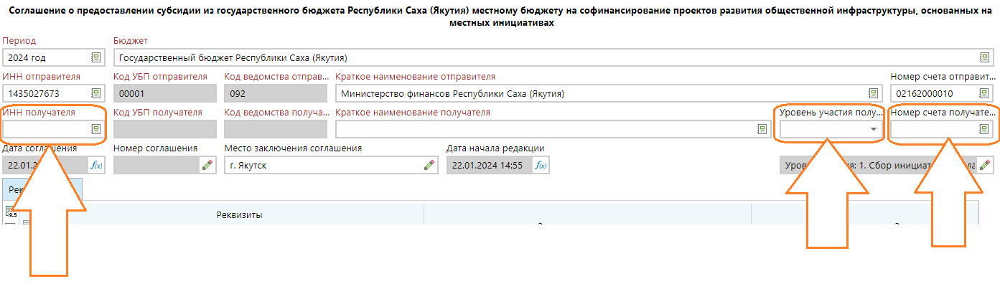 Соглашение о предоставлении субсидии из государственного бюджета Республики Саха (Якутия) местному бюджету на софинансирование проектов развития общественной инфраструктуры, основанных на
местных инициативах
Период Бюджет
2024 год Государственный бюджет Республики Саха (Якутия)
ИНН отправителя Код УБП отправителя Код ведомства отправ... Краткое наименование отправителя Номер счета отправит...
1435027673 00001 092 Министерство финансов Республики Саха (Якутия) 02162000010
ИНН получателя Код УБП получателя Код ведомства получа... Краткое наименование получателя Уровень участия полу... Номер счета получате...
Дата соглашения Номер соглашения Место заключения соглашения Дата начала редакции
22.01.2 f(x) г. Якутск 22.01.2024 14:55 f(x) Уров ия: 1. Сбор инициат ла
Рек
XLS Реквизиты